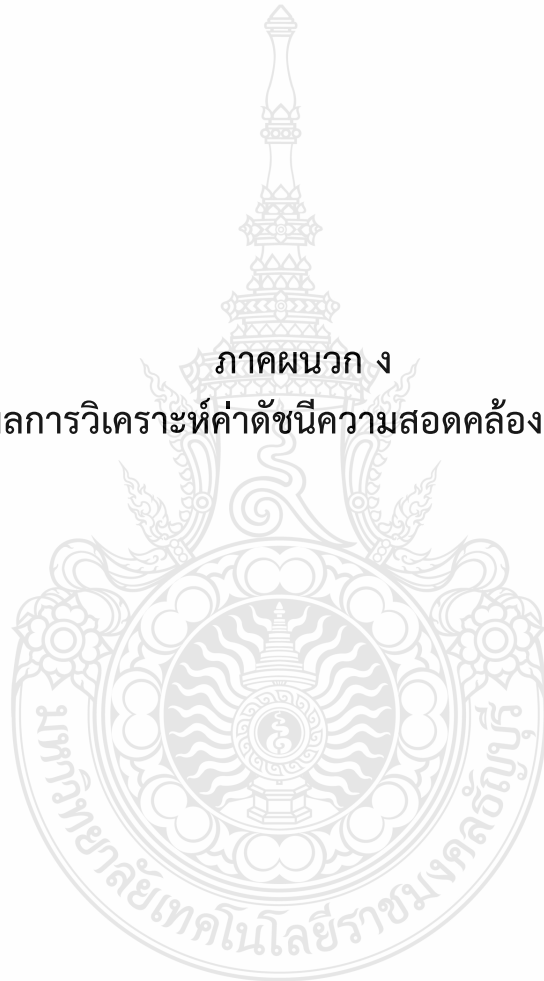 ภาคผนวก ง
ลการวิเคราะห์ค่าดัชนีความสอดคล้อง
มหาวิทยาลัยเทคโนโลยีราชมงคลธัญบุรี